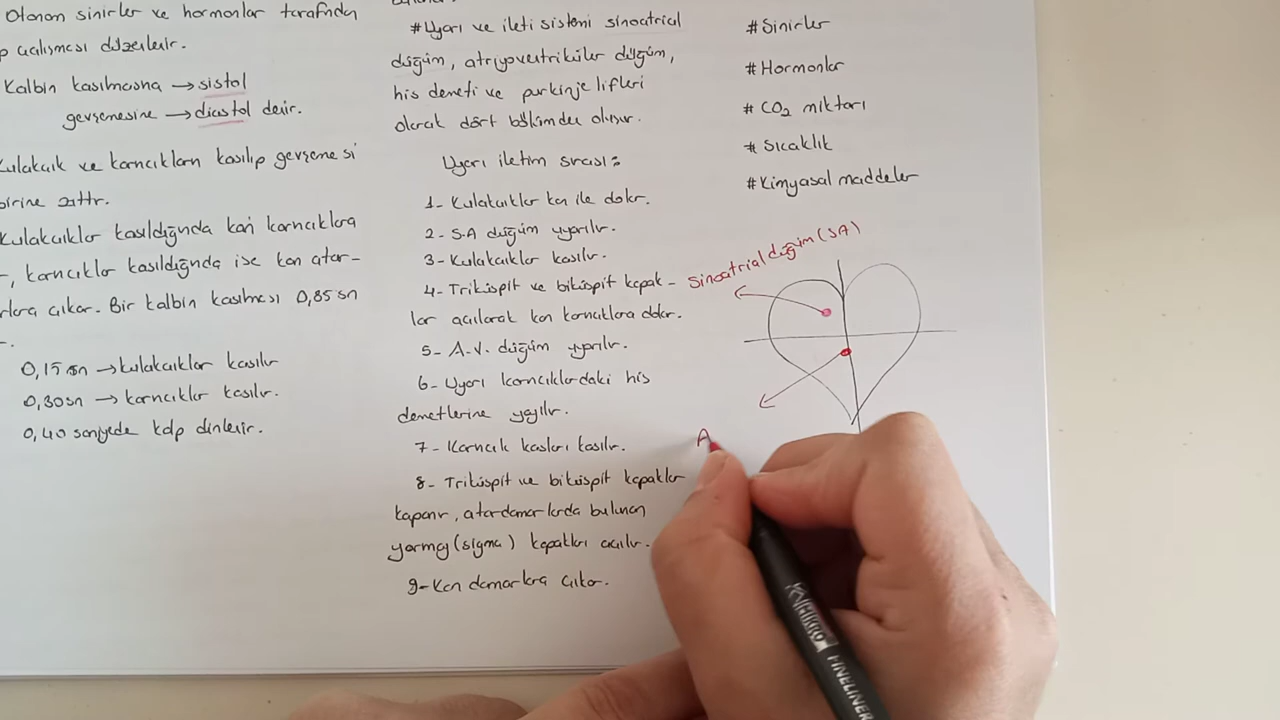 Otonom sinirler ve hormonlar tarafından
p çalışması düzenlenir.
Kalbin kasılmasına → sistol
gevşemesine → diastol denir.
Kulakçık ve karıncıkların kasılıp gevşemesi
birine zıttır.
Kulakçıklar kasıldığında kan karıncıklara
, karıncıklar kasıldığında ise kan atar-
lara çıkar. Bir kalbin kasılması 0,85 sn
0,15 sn → kulakçıklar kasılır
0,30 sn → karıncıklar kasılır.
0,40 saniyede kalp dinlenir.
#Uyarı ve ileti sistemi sinoatrial
düğüm, atriyoventriküler düğüm,
his demeti ve purkinje lifleri
olarak dört bölümden oluşur.
Uyarı iletim sırası:
1- Kulakçıklar kan ile dolar.
2- S.A düğüm uyarılır.
3- Kulakçıklar kasılır.
4- Triküspit ve biküspit kapak-
lar açılarak kan karıncıklara dolar.
5- A.V. düğüm uyarılır.
6- Uyarı karıncıklardaki his
demetlerine yayılır.
7- Karıncık kasları kasılır.
8- Triküspit ve biküspit kapaklar
kapanır, atardamarlarda bulunan
yarımay (sigma) kapakları açılır.
9- Kan damarlara çıkar.
# Sinirler
# Hormonlar
# CO₂ miktarı
# Sıcaklık
# Kimyasal maddeler
Sinoatrial düğüm (SA)
A